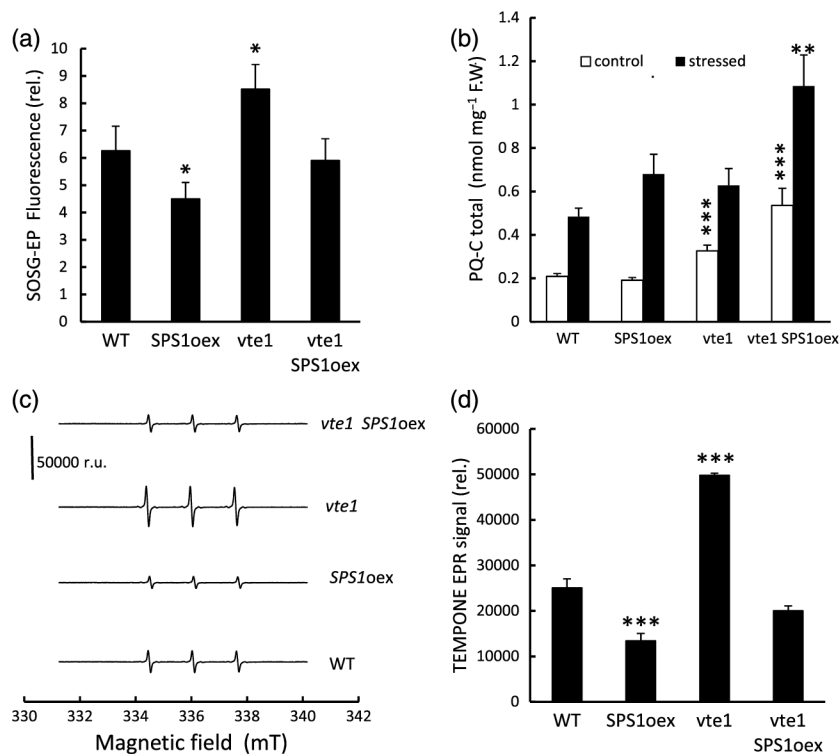 (a)
SOSG-EP Fluorescence (rel.)
10
9
8
7
6
5
4
3
2
1
0
*
*
WT
SPS1oex
vte1
vte1
SPS1oex
(b)
PQ-C total (nmol mg⁻¹ F.W)
1.4
1.2
1
0.8
0.6
0.4
0.2
0
control
stressed
***
***
**
WT
SPS1oex
vte1
vte1 SPS1oex
(c)
vte1 SPS1oex
50000 r.u.
vte1
SPS1oex
WT
330
334
336
338
340
342
Magnetic field (mT)
(d)
TEMPONE EPR signal (rel.)
60000
50000
40000
30000
20000
10000
0
***
***
WT
SPS1oex
vte1
vte1
SPS1oex